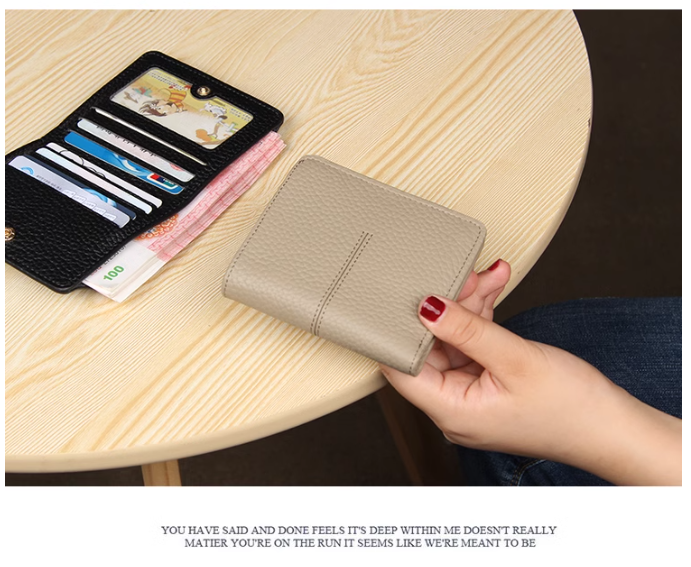 100
YOU HAVE SAID AND DONE FEELS IT'S DEEP WITHIN ME DOESN'T REALLY
MATIER YOU'RE ON THE RUN IT SEEMS LIKE WE'RE MEANT TO BE